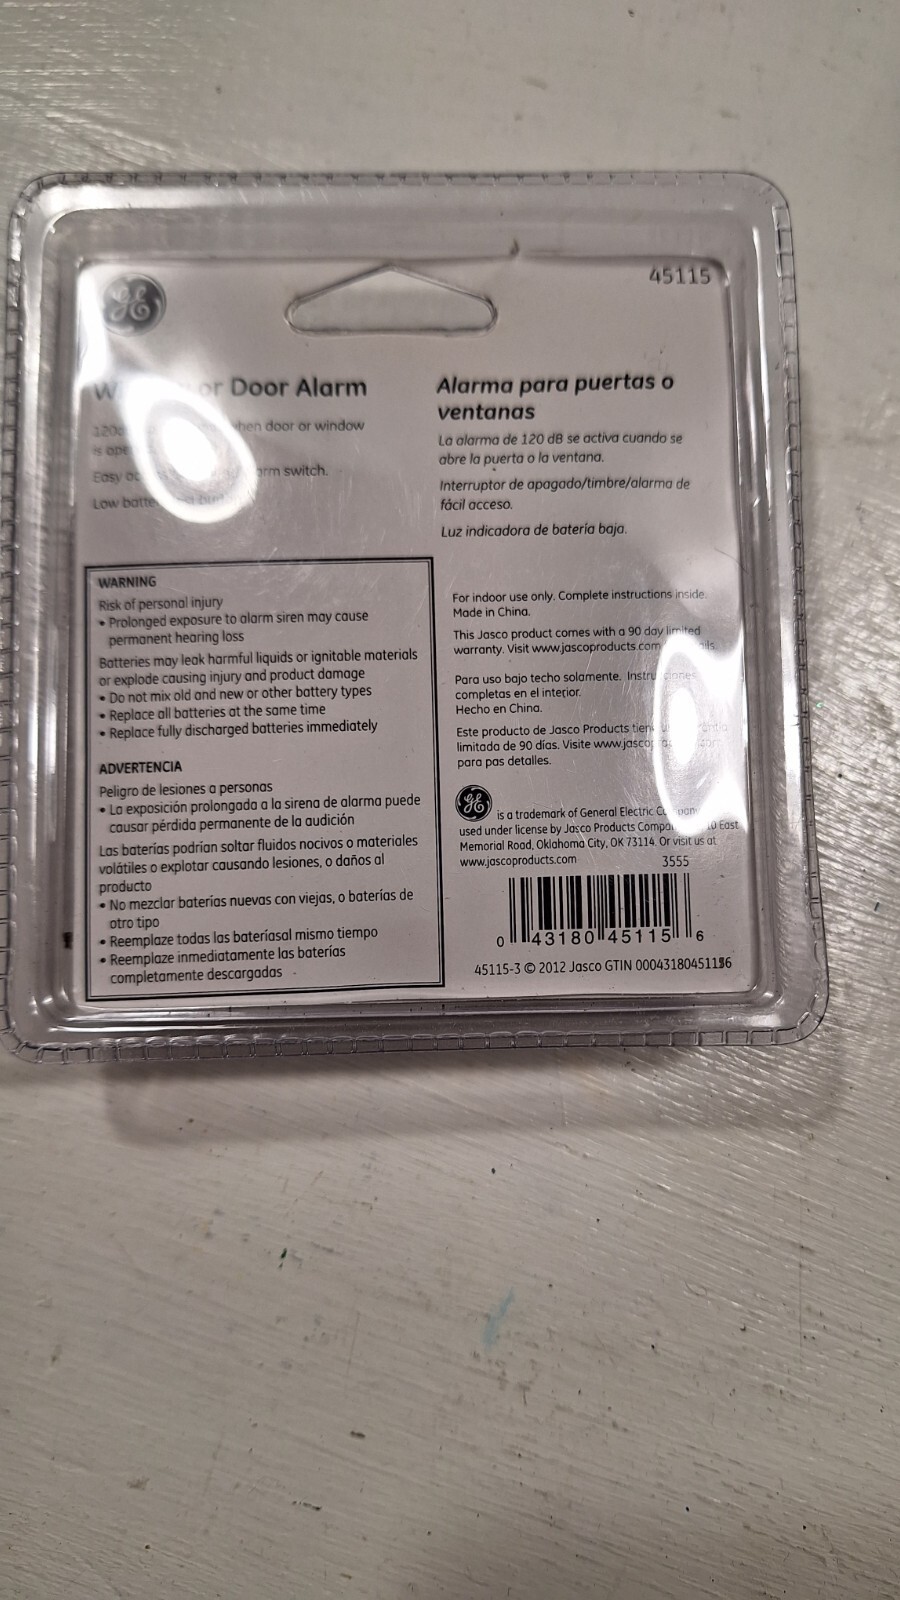 GE
45115
or Door Alarm
when door or window
Easy
switch.
Low
Alarma para puertas o
ventanas
La alarma de 120 dB se activa cuando se
abre la puerta o la ventana.
Interruptor de apagado/timbre/alarma de
fácil acceso.
Luz indicadora de batería baja.
WARNING
Risk of personal injury
• Prolonged exposure to alarm siren may cause
permanent hearing loss
Batteries may leak harmful liquids or ignitable materials
or explode causing injury and product damage
• Do not mix old and new or other battery types
• Replace all batteries at the same time
• Replace fully discharged batteries immediately
ADVERTENCIA
Peligro de lesiones a personas
• La exposición prolongada a la sirena de alarma puede
causar pérdida permanente de la audición
Las baterías podrían soltar fluidos nocivos o materiales
volátiles o explotar causando lesiones, o daños al
producto
• No mezclar baterías nuevas con viejas, o baterías de
otro tipo
• Reemplaze todas las bateríasal mismo tiempo
• Reemplaze inmediatamente las baterías
completamente descargadas
For indoor use only. Complete instructions inside.
Made in China.
This Jasco product comes with a 90 day limited
warranty. Visit www.jascoproducts.com
Para uso bajo techo solamente.
completas en el interior.
Hecho en China.
Este producto de Jasco Products
limitada de 90 días. Visite
para pas detalles.
GE is a trademark of General Electric Company
used under license by Jasco Products East
Memorial Road, Oklahoma City, OK 73114. Or visit us at
www.jascoproducts.com 3555
0 43180 45115 6
45115-3 © 2012 Jasco GTIN